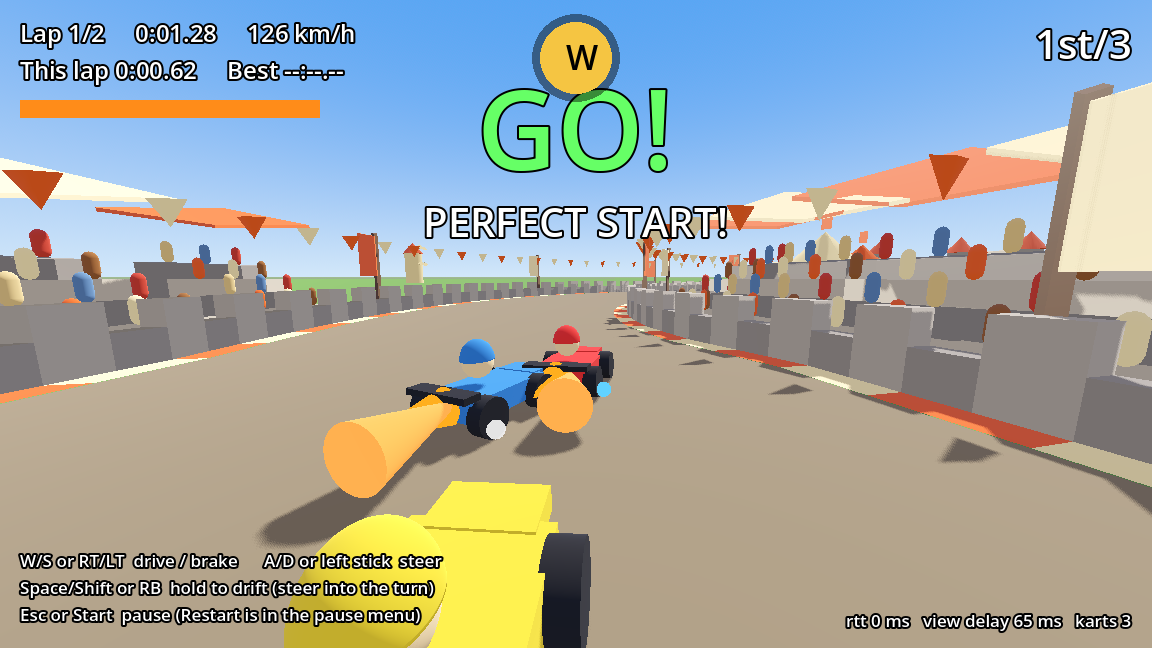 Lap 1/2 0:01.28 126 km/h
This lap 0:00.62 Best --:--.--
W
1st/3
GO!
PERFECT START!
W/S or RT/LT drive / brake A/D or left stick steer
Space/Shift or RB hold to drift (steer into the turn)
Esc or Start pause (Restart is in the pause menu)
rtt 0 ms view delay 65 ms karts 3